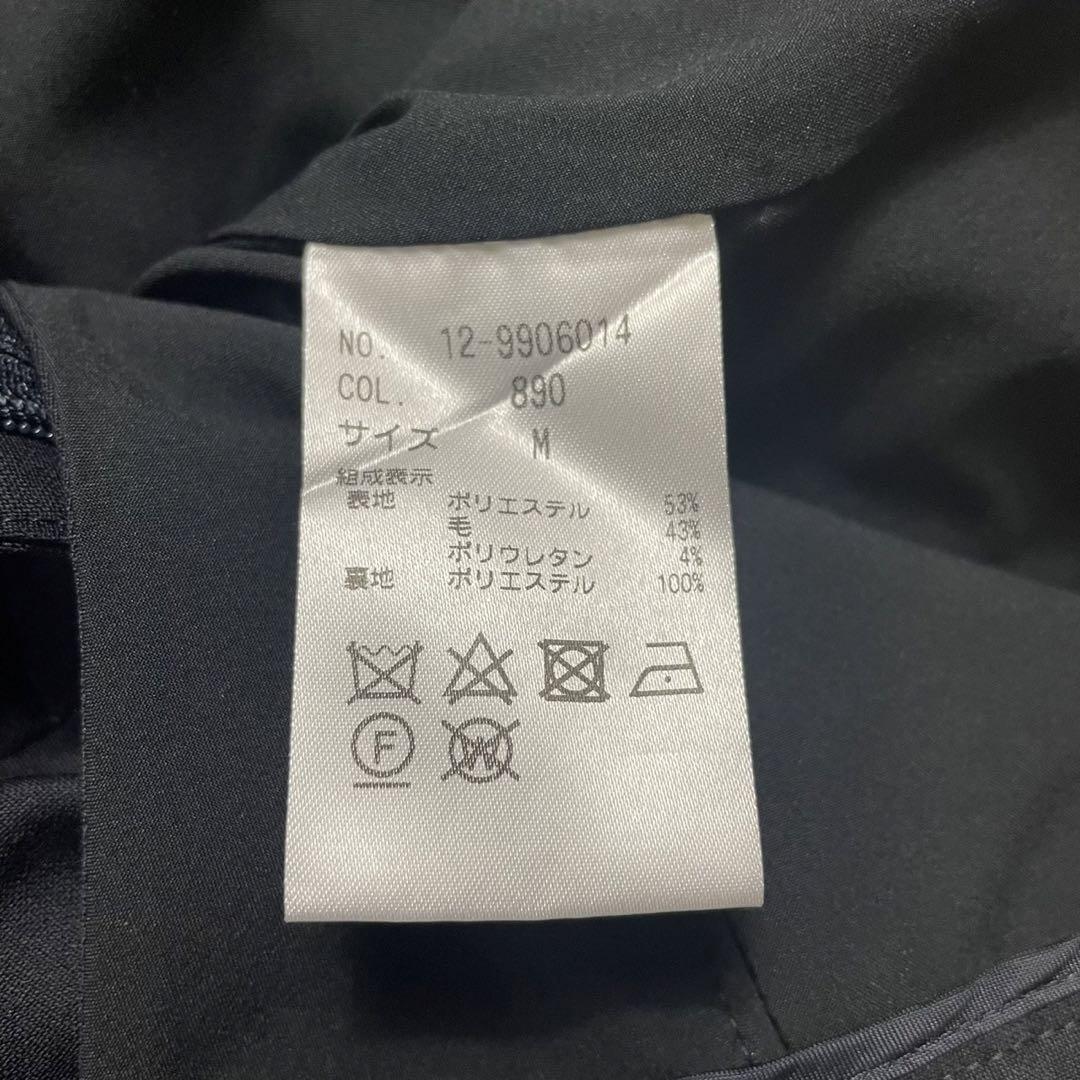 NO. 12-9906014
COL. 890
サイズ M
組成表示
表地 ポリエステル 53%
毛 43%
ポリウレタン 4%
裏地 ポリエステル 100%
F W